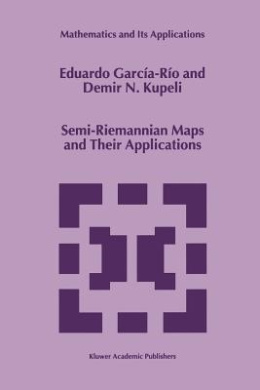 Mathematics and Its Applications
Eduardo García-Río and
Demir N. Kupeli
Semi-Riemannian Maps
and Their Applications
Kluwer Academic Publishers